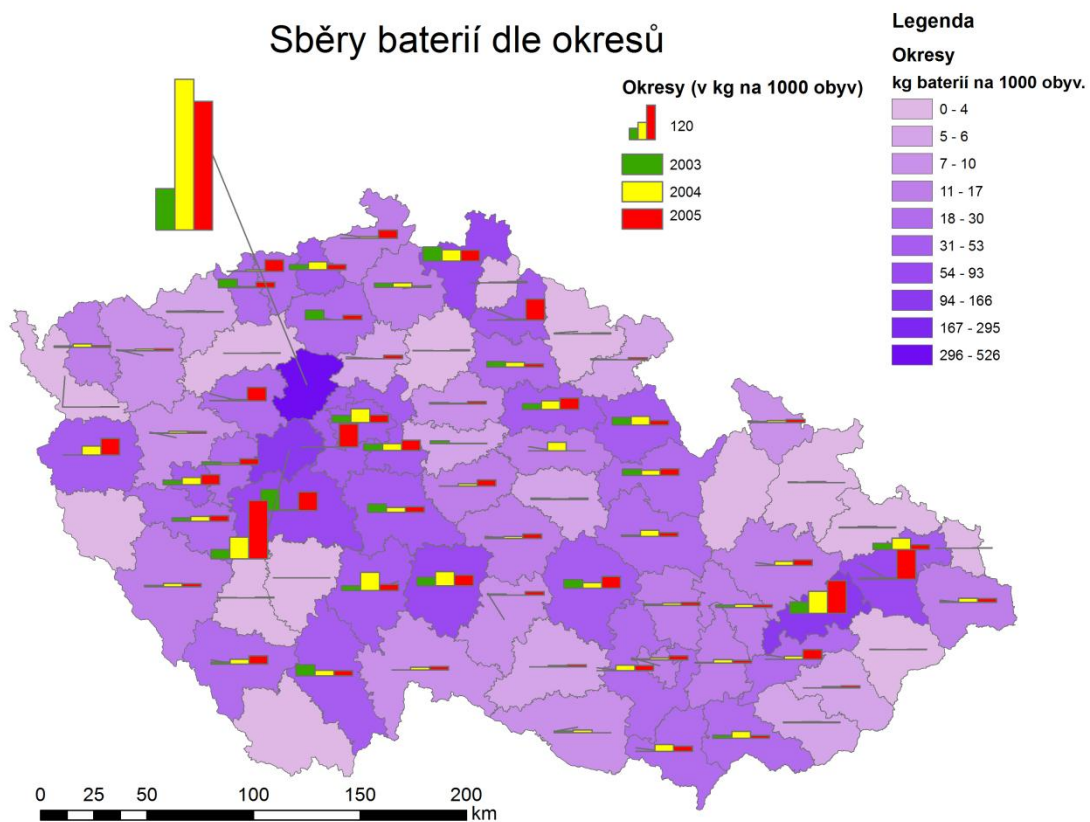 Sběry baterií dle okresů
Okresy (v kg na 1000 obyv)
120
2003
2004
2005
Legenda
Okresy
kg baterií na 1000 obyv.
0 - 4
5 - 6
7 - 10
11 - 17
18 - 30
31 - 53
54 - 93
94 - 166
167 - 295
296 - 526
0 25 50 100 150 200
km